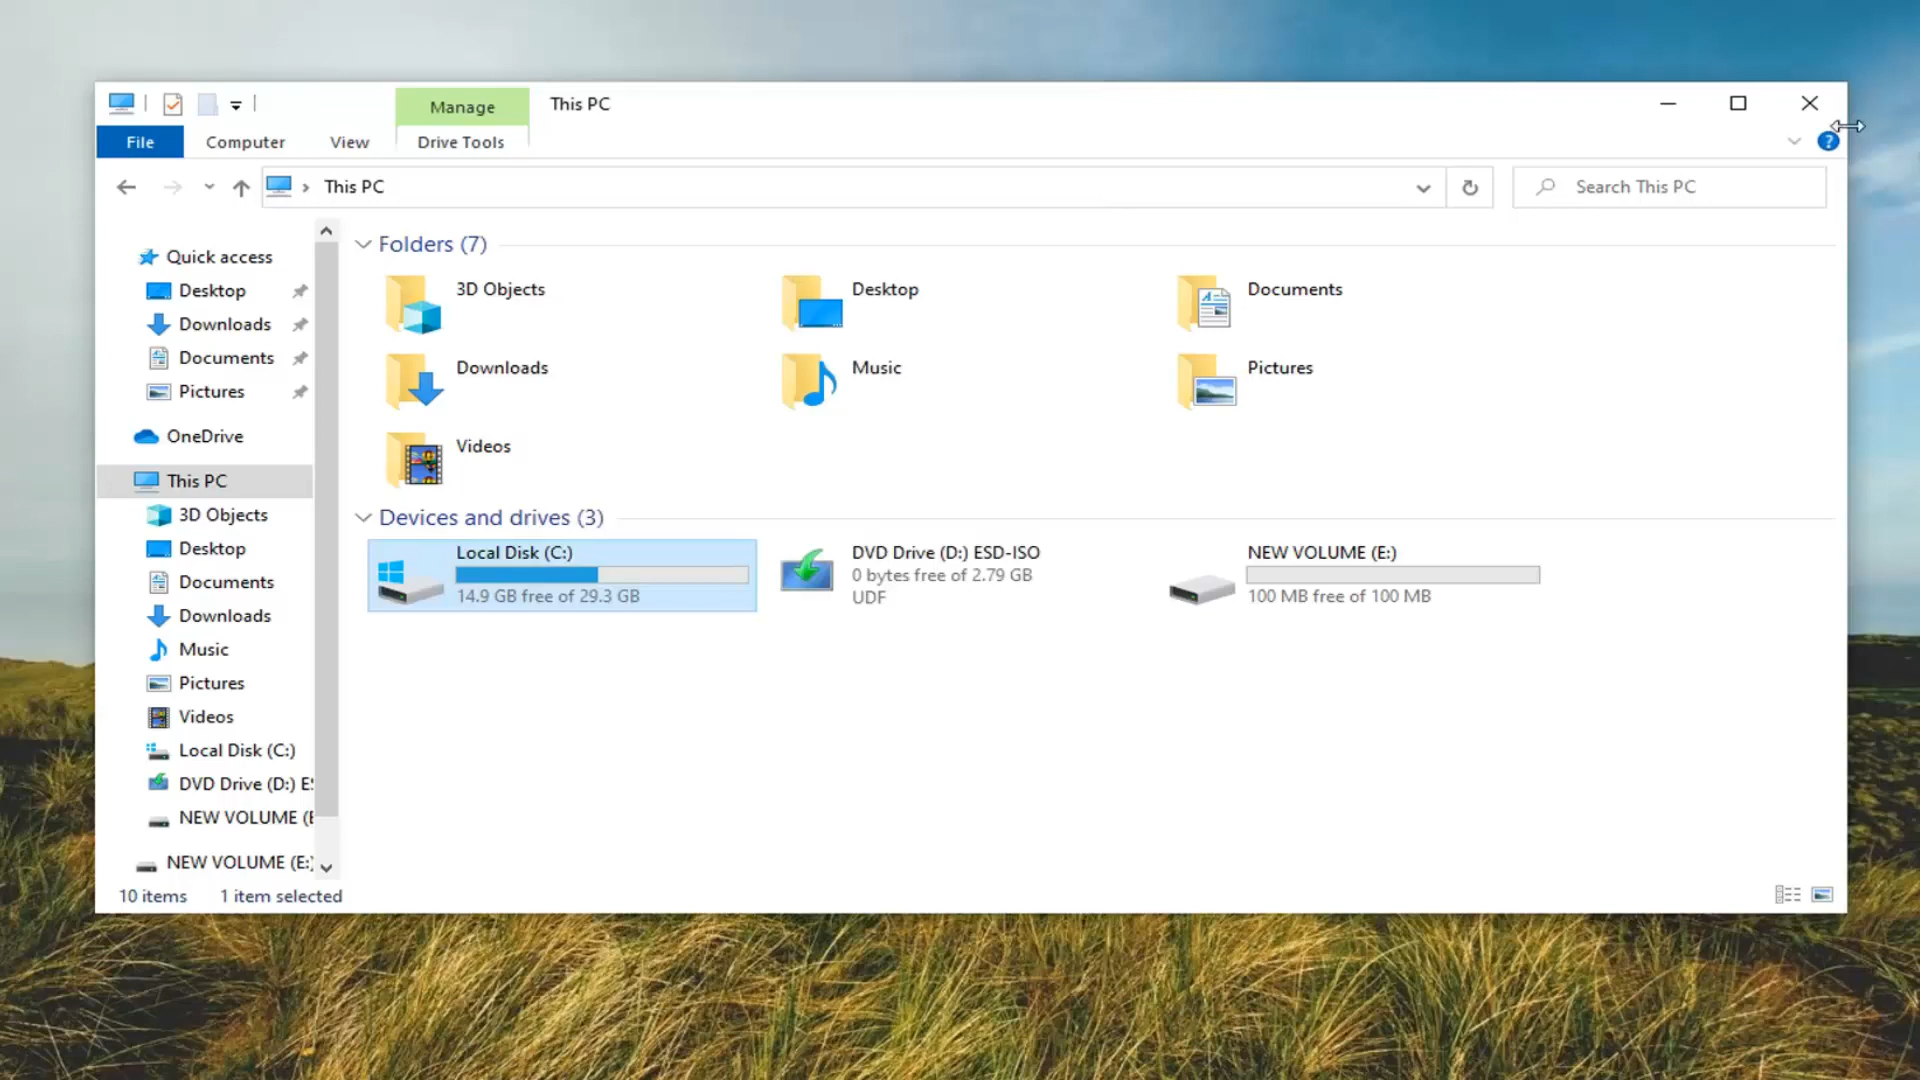 Manage
This PC
File
Computer
View
Drive Tools
?
This PC
Search This PC
Quick access
Desktop
Downloads
Documents
Pictures
OneDrive
This PC
3D Objects
Desktop
Documents
Downloads
Music
Pictures
Videos
Local Disk (C:)
DVD Drive (D:) ES
NEW VOLUME (E
NEW VOLUME (E:)
Folders (7)
3D Objects
Desktop
Documents
Downloads
Music
Pictures
Videos
Devices and drives (3)
Local Disk (C:)
14.9 GB free of 29.3 GB
DVD Drive (D:) ESD-ISO
0 bytes free of 2.79 GB
UDF
NEW VOLUME (E:)
100 MB free of 100 MB
10 items
1 item selected